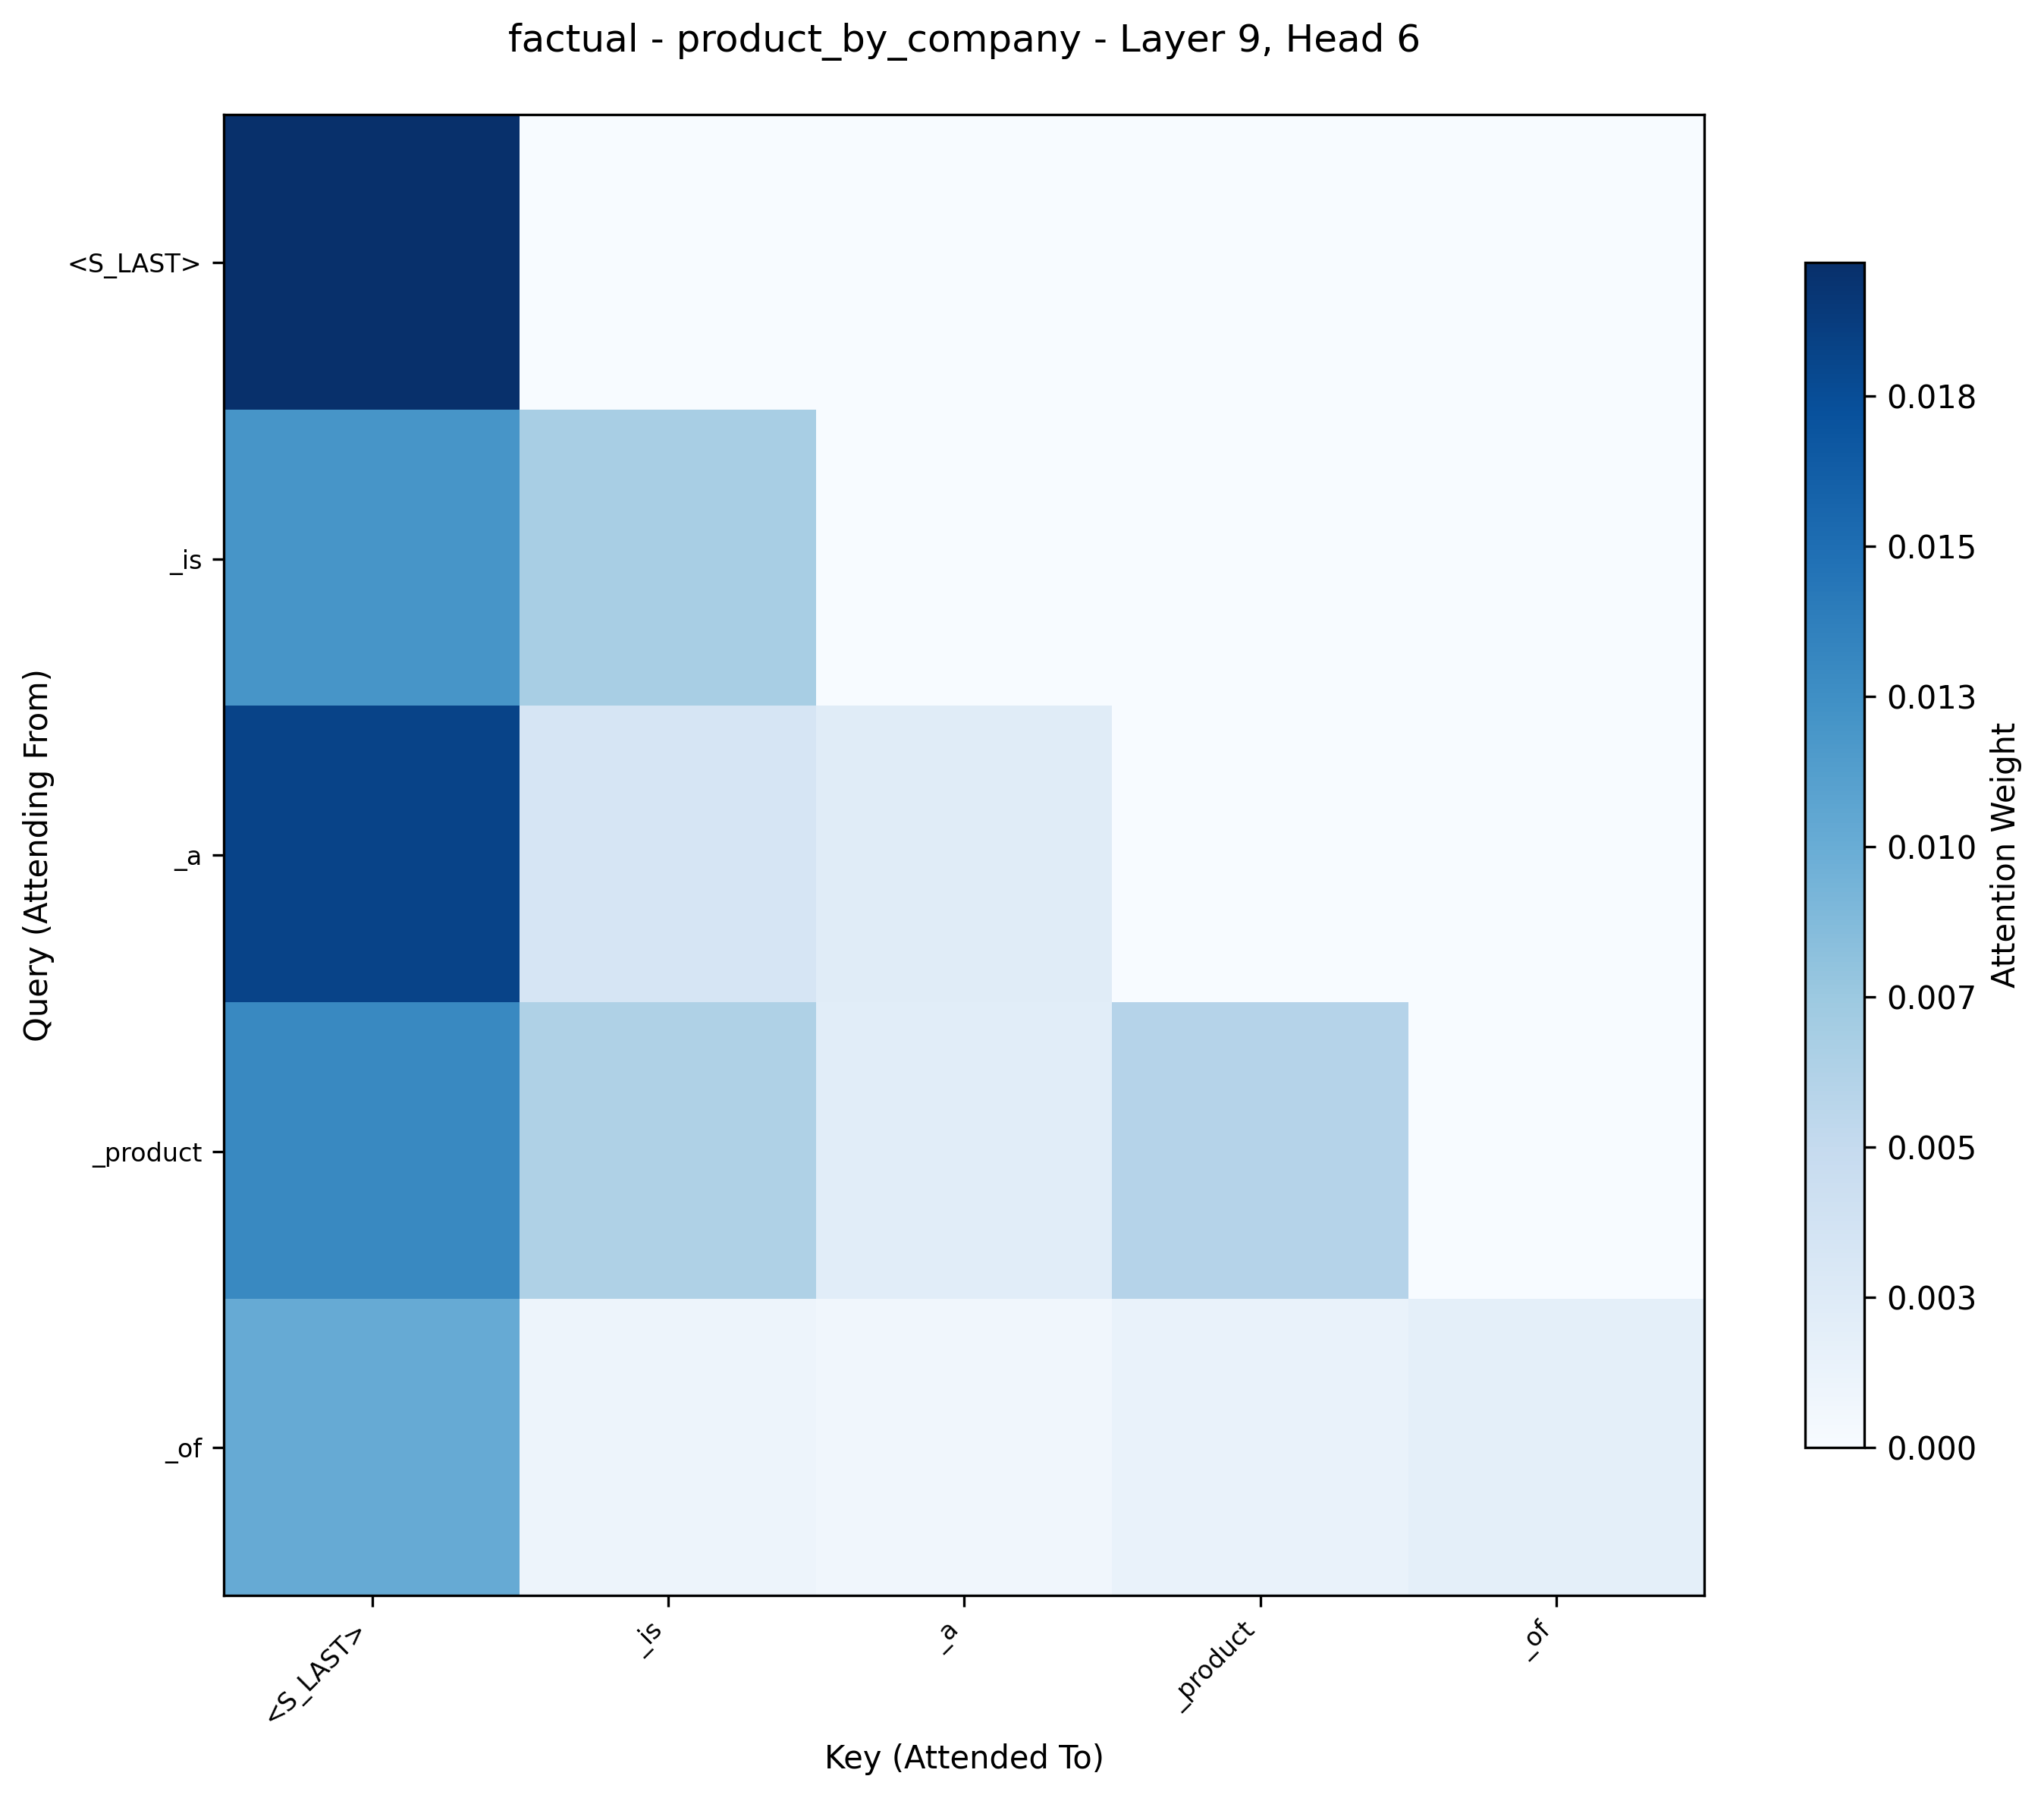 factual - product_by_company - Layer 9, Head 6
Query (Attending From)
<S_LAST>
_is
_a
_product
_of
<S_LAST>
_is
_a
_product
_of
Key (Attended To)
0.018
0.015
0.013
0.010
0.007
0.005
0.003
0.000
Attention Weight